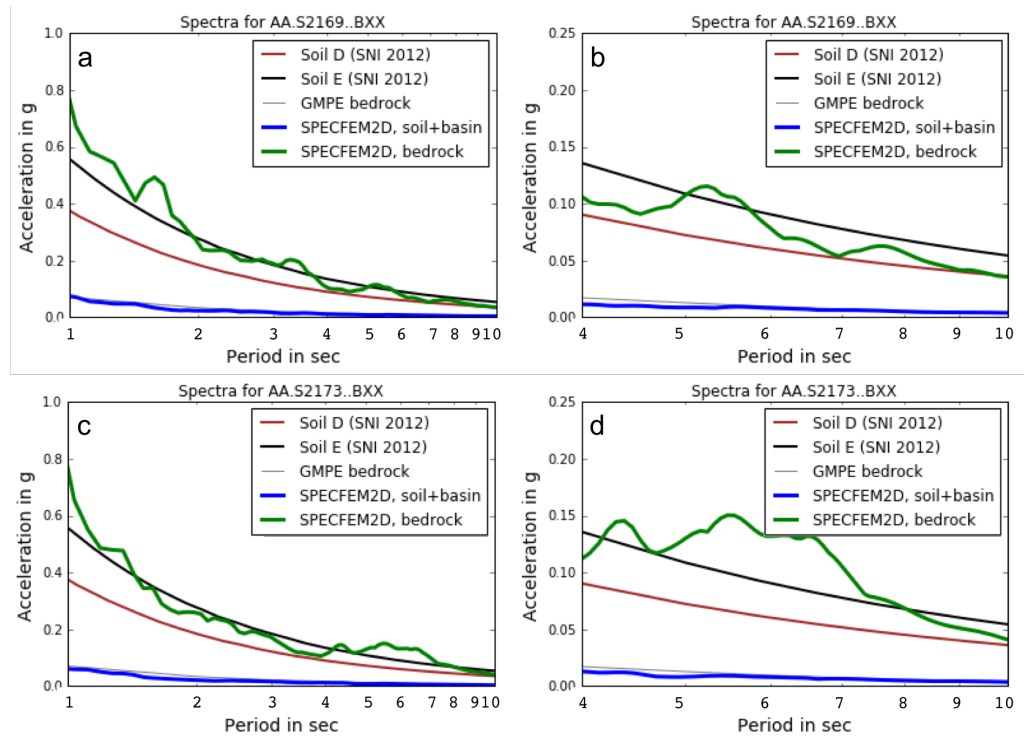 Spectra for AA.S2169..BXX
a
1.0
0.8
0.6
0.4
0.2
0.0
Acceleration in g
Soil D (SNI 2012)
Soil E (SNI 2012)
GMPE bedrock
SPECFEM2D, soil+basin
SPECFEM2D, bedrock
1 2 3 4 5 6 7 8 9 10
Period in sec
Spectra for AA.S2169..BXX
b
0.25
0.20
0.15
0.10
0.05
0.00
Acceleration in g
Soil D (SNI 2012)
Soil E (SNI 2012)
GMPE bedrock
SPECFEM2D, soil+basin
SPECFEM2D, bedrock
4 5 6 7 8 9 10
Period in sec
Spectra for AA.S2173..BXX
c
1.0
0.8
0.6
0.4
0.2
0.0
Acceleration in g
Soil D (SNI 2012)
Soil E (SNI 2012)
GMPE bedrock
SPECFEM2D, soil+basin
SPECFEM2D, bedrock
1 2 3 4 5 6 7 8 9 10
Period in sec
Spectra for AA.S2173..BXX
d
0.25
0.20
0.15
0.10
0.05
0.00
Acceleration in g
Soil D (SNI 2012)
Soil E (SNI 2012)
GMPE bedrock
SPECFEM2D, soil+basin
SPECFEM2D, bedrock
4 5 6 7 8 9 10
Period in sec